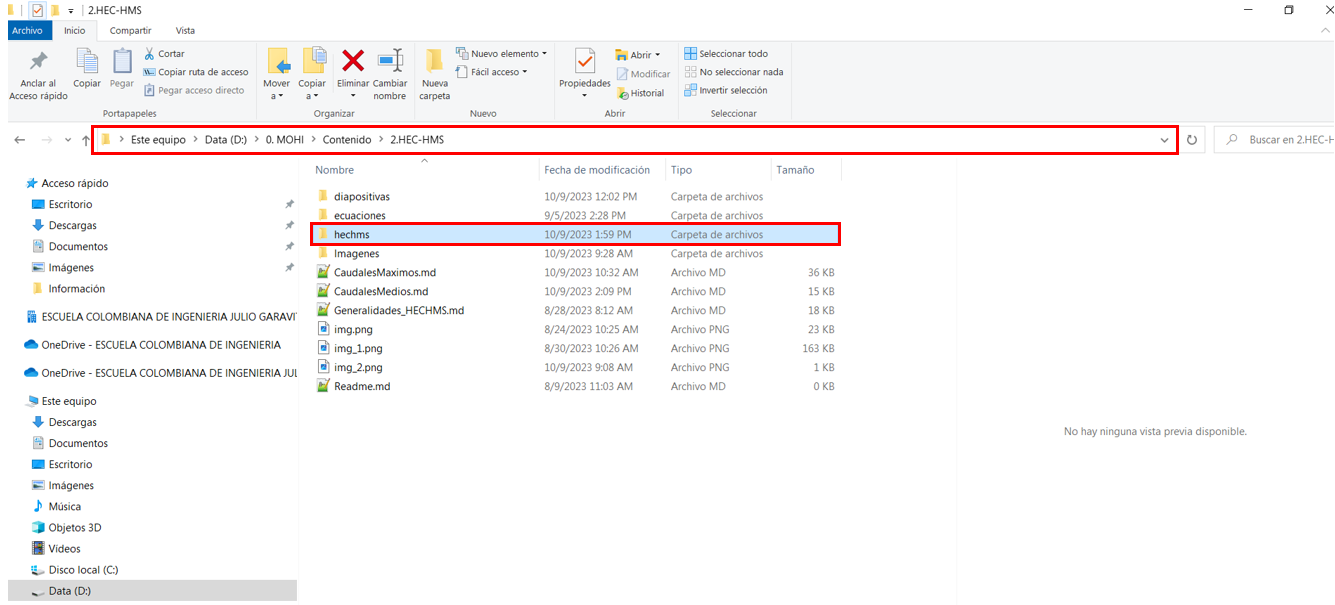 2.HEC-HMS
Archivo Inicio Compartir Vista
Anclar al
Acceso rápido
Copiar
Pegar
Cortar
Copiar ruta de acceso
Pegar acceso directo
Portapapeles
Mover
a
Copiar
a
Eliminar
Cambiar
nombre
Organizar
Nueva
carpeta
Nuevo elemento
Fácil acceso
Nuevo
Propiedades
Abrir
Modificar
Historial
Abrir
Seleccionar todo
No seleccionar nada
Invertir selección
Seleccionar
Este equipo > Data (D:) > 0. MOHI > Contenido > 2.HEC-HMS
Buscar en 2.HEC-H
Acceso rápido
Escritorio
Descargas
Documentos
Imágenes
Información
ESCUELA COLOMBIANA DE INGENIERIA JULIO GARAVI
OneDrive - ESCUELA COLOMBIANA DE INGENIERIA
OneDrive - ESCUELA COLOMBIANA DE INGENIERIA JUL
Este equipo
Descargas
Documentos
Escritorio
Imágenes
Música
Objetos 3D
Vídeos
Disco local (C:)
Data (D:)
Nombre Fecha de modificación Tipo Tamaño
diapositivas 10/9/2023 12:02 PM Carpeta de archivos
ecuaciones 9/5/2023 2:28 PM Carpeta de archivos
hechms 10/9/2023 1:59 PM Carpeta de archivos
Imagenes 10/9/2023 9:28 AM Carpeta de archivos
CaudalesMaximos.md 10/9/2023 10:32 AM Archivo MD 36 KB
CaudalesMedios.md 10/9/2023 2:09 PM Archivo MD 15 KB
Generalidades_HECHMS.md 8/28/2023 8:12 AM Archivo MD 18 KB
img.png 8/24/2023 10:25 AM Archivo PNG 23 KB
img_1.png 8/30/2023 10:26 AM Archivo PNG 163 KB
img_2.png 10/9/2023 9:08 AM Archivo PNG 1 KB
Readme.md 8/9/2023 11:03 AM Archivo MD 0 KB
No hay ninguna vista previa disponible.